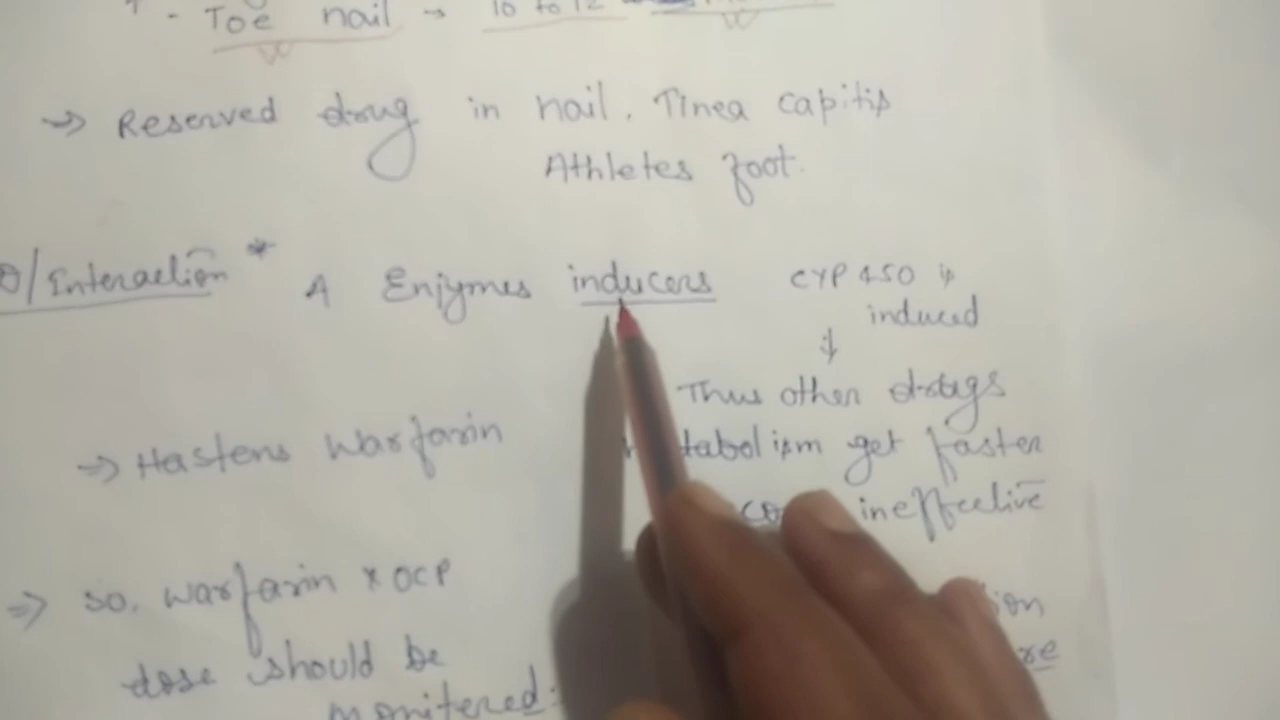 - Toe nail → 10 to 12
→ Reserved drug in nail. Tinea capitis
Athletes foot.
D/Interaction * A Enzymes inducers CYP 450 is
induced
↓
Thus other drugs
⇒ Hastens Warfarin
get faster
ineffective
⇒ So, Warfarin x OCP
dose should be
monitered: